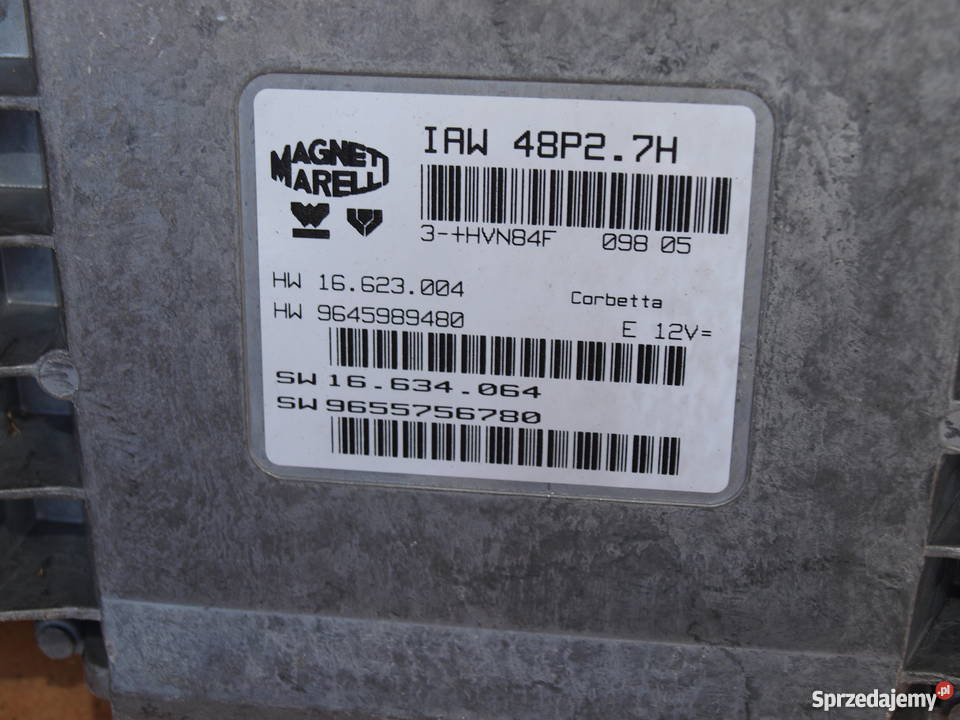 MAGNETI
MARELLI
IAW 48P2.7H
3-+HVN84F 098 05
HW 16.623.004
Corbetta
HW 9645989480
E 12V=
SW 16.634.064
SW 9655756780
Sprzedajemy.pl